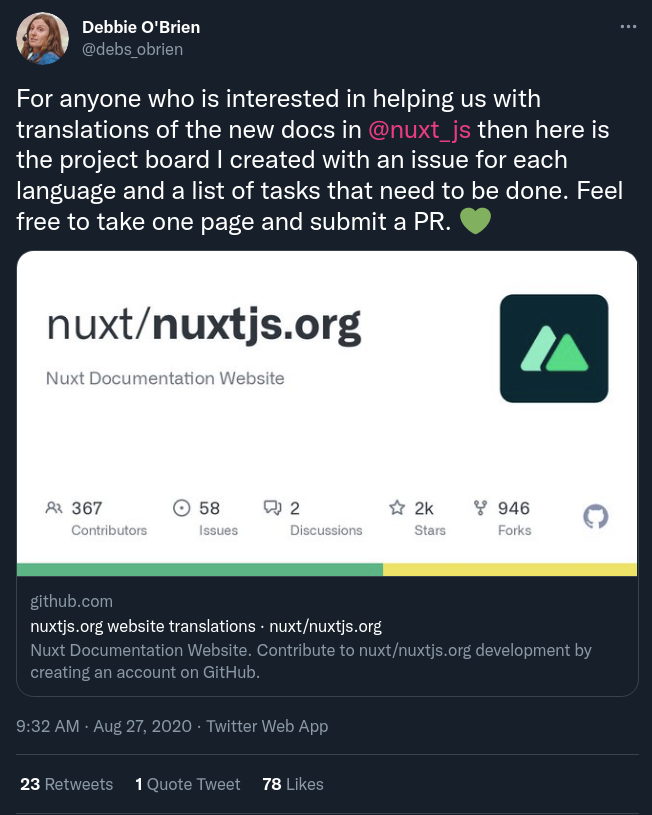 Debbie O'Brien
@debs_obrien
For anyone who is interested in helping us with
translations of the new docs in @nuxt_js then here is
the project board I created with an issue for each
language and a list of tasks that need to be done. Feel
free to take one page and submit a PR. 💚
nuxt/nuxtjs.org
Nuxt Documentation Website
367 58 2 2k 946
Contributors Issues Discussions Stars Forks
github.com
nuxtjs.org website translations · nuxt/nuxtjs.org
Nuxt Documentation Website. Contribute to nuxt/nuxtjs.org development by
creating an account on GitHub.
9:32 AM · Aug 27, 2020 · Twitter Web App
23 Retweets 1 Quote Tweet 78 Likes